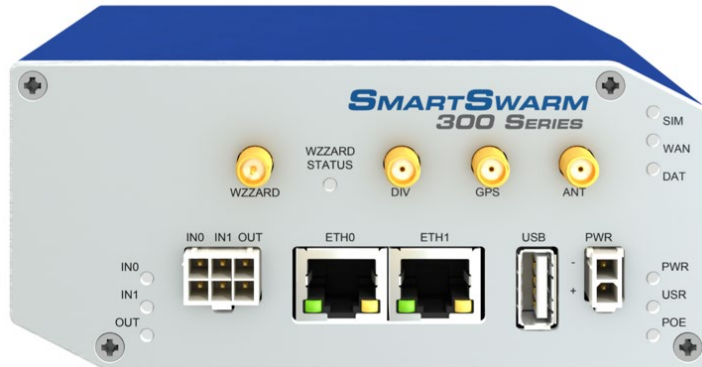 SMARTSWARM
300 SERIES
SIM
WZZARD
STATUS
WAN
DAT
WZZARD
DIV
GPS
ANT
IN0 IN1 OUT
ETH0
ETH1
USB
PWR
-
+
IN0
IN1
OUT
PWR
USR
POE